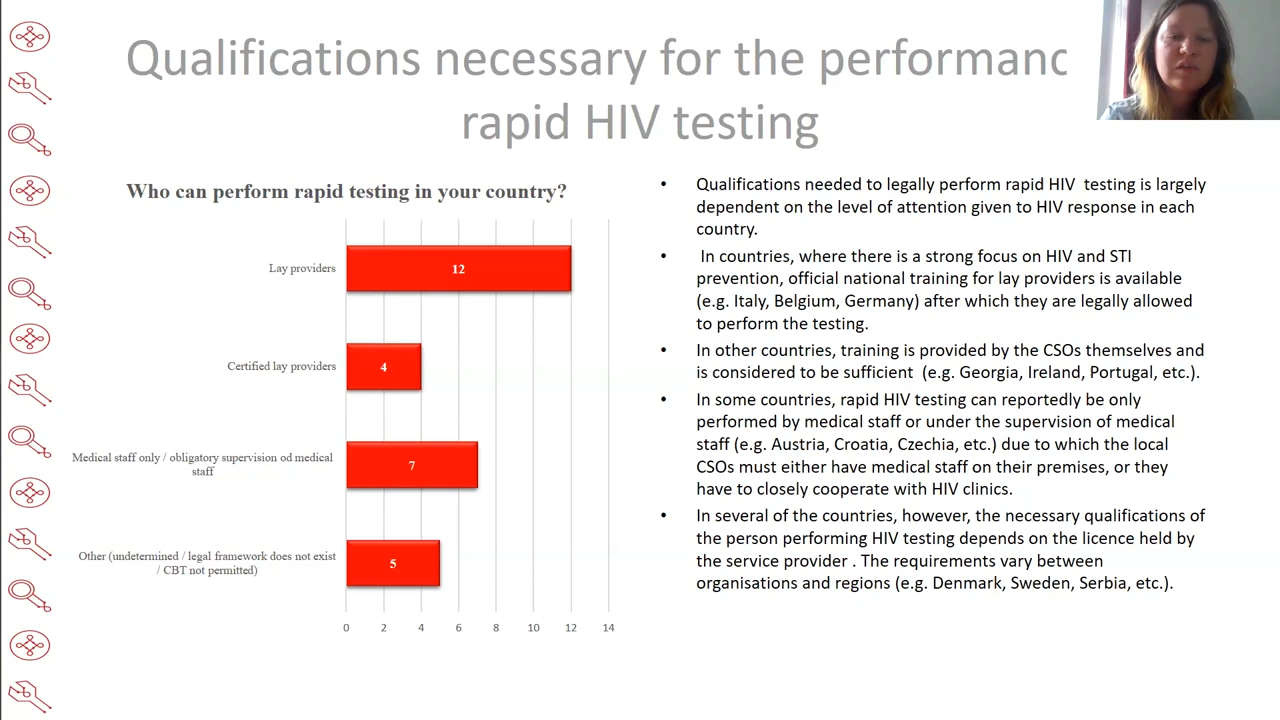 Qualifications necessary for the performanc
rapid HIV testing
Who can perform rapid testing in your country?
Lay providers
12
Certified lay providers
4
Medical staff only / obligatory supervision od medical
staff
7
Other (undetermined / legal framework does not exist
/ CBT not permitted)
5
0 2 4 6 8 10 12 14
• Qualifications needed to legally perform rapid HIV testing is largely
dependent on the level of attention given to HIV response in each
country.
• In countries, where there is a strong focus on HIV and STI
prevention, official national training for lay providers is available
(e.g. Italy, Belgium, Germany) after which they are legally allowed
to perform the testing.
• In other countries, training is provided by the CSOs themselves and
is considered to be sufficient (e.g. Georgia, Ireland, Portugal, etc.).
• In some countries, rapid HIV testing can reportedly be only
performed by medical staff or under the supervision of medical
staff (e.g. Austria, Croatia, Czechia, etc.) due to which the local
CSOs must either have medical staff on their premises, or they
have to closely cooperate with HIV clinics.
• In several of the countries, however, the necessary qualifications of
the person performing HIV testing depends on the licence held by
the service provider . The requirements vary between
organisations and regions (e.g. Denmark, Sweden, Serbia, etc.).